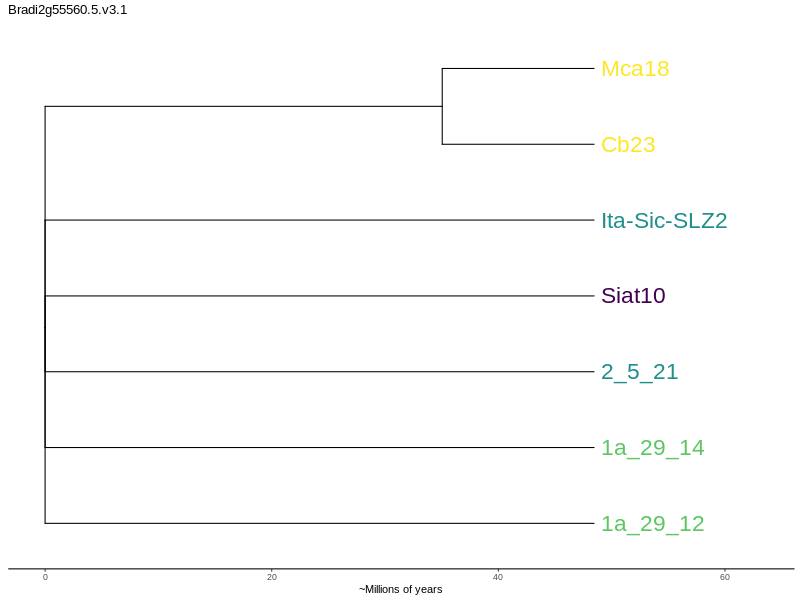 Bradi2g55560.5.v3.1
Mca18
Cb23
Ita-Sic-SLZ2
Siat10
2_5_21
1a_29_14
1a_29_12
0 20 40 60
~Millions of years